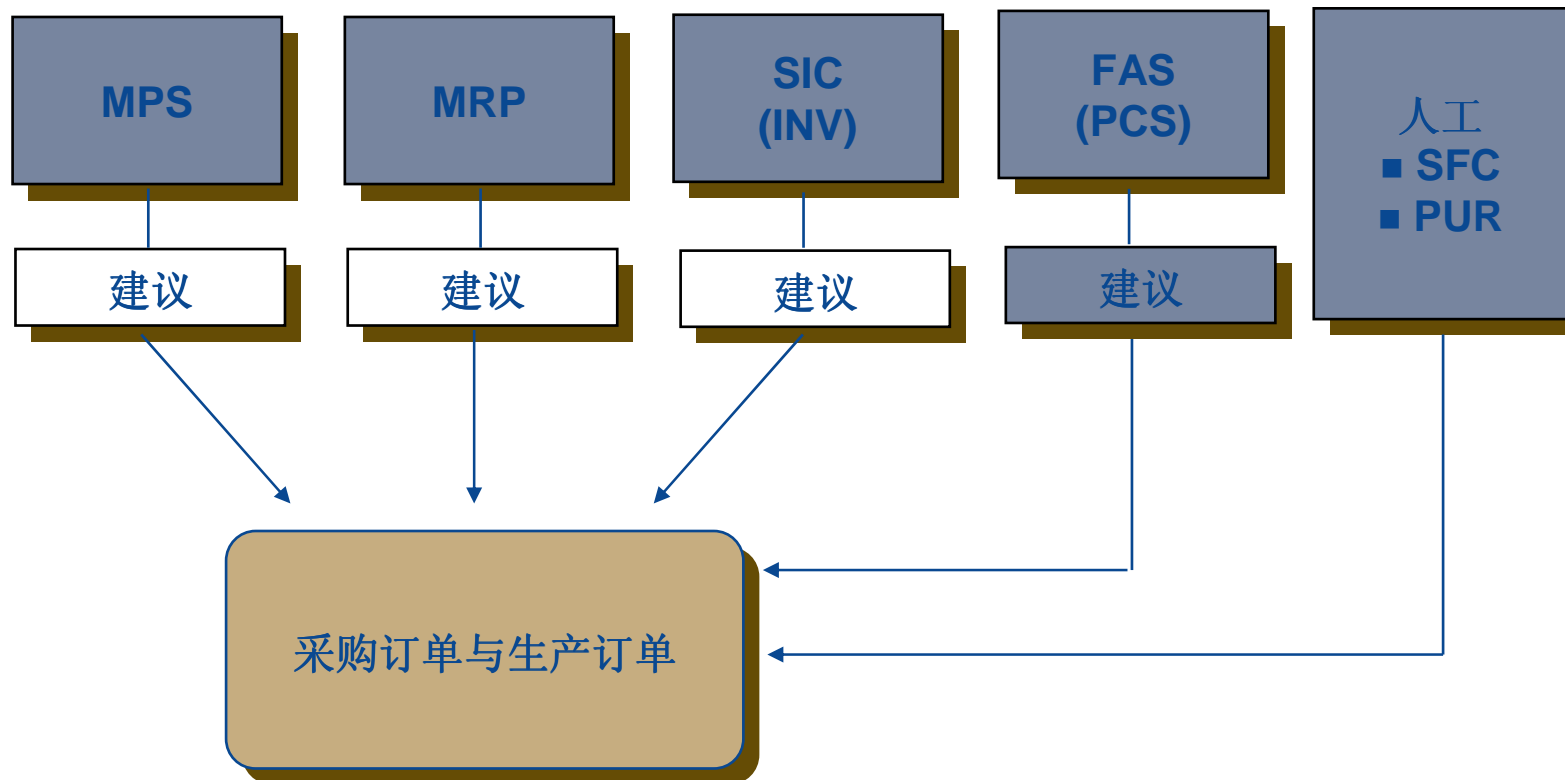 MPS
MRP
SIC
(INV)
FAS
(PCS)
人工
■ SFC
■ PUR
建议
建议
建议
建议
采购订单与生产订单